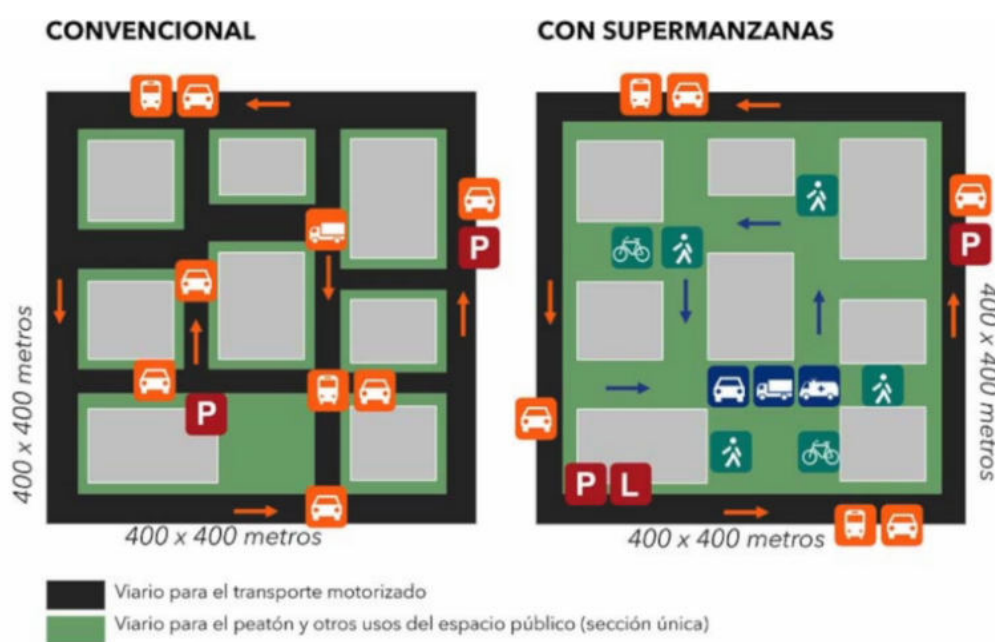 CONVENCIONAL
CON SUPERMANZANAS
P
P
P
P L
400 x 400 metros
400 x 400 metros
400 x 400 metros
400 x 400 metros
Viario para el transporte motorizado
Viario para el peatón y otros usos del espacio público (sección única)